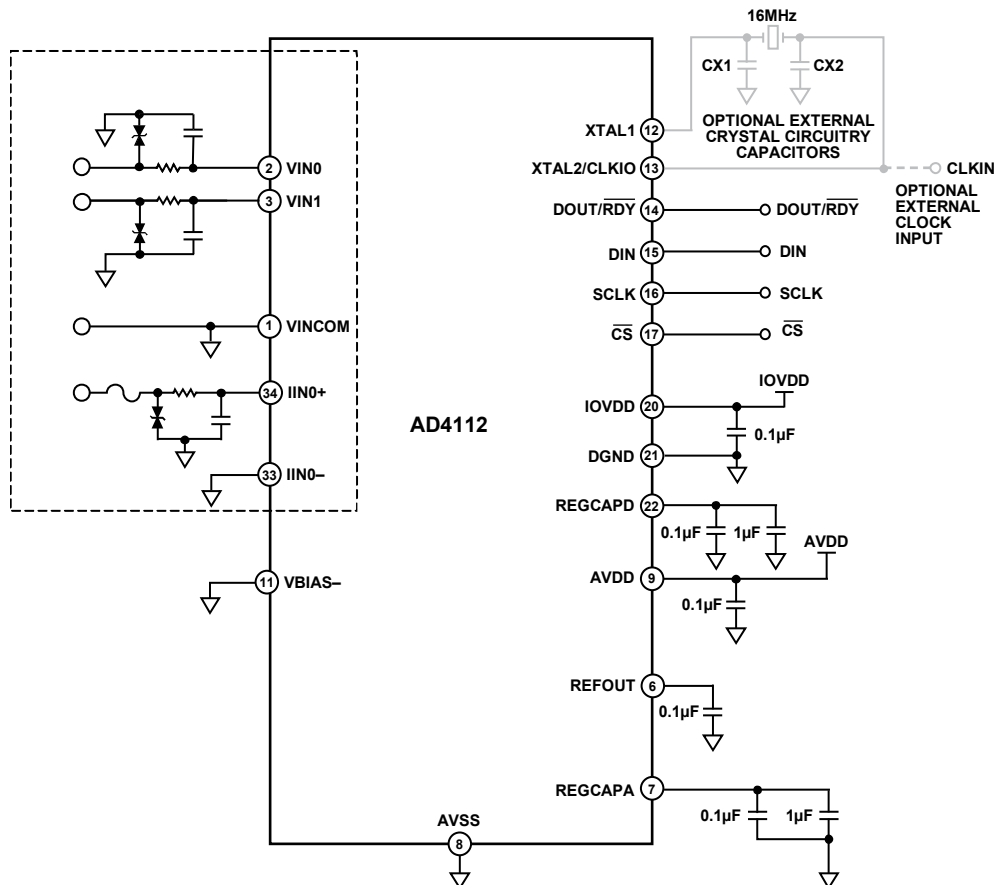 16MHz
CX1
CX2
OPTIONAL EXTERNAL
CRYSTAL CIRCUITRY
CAPACITORS
XTAL1
12
XTAL2/CLKIO
13
CLKIN
OPTIONAL
EXTERNAL
CLOCK
INPUT
2
VIN0
3
VIN1
DOUT/RDY
14
DOUT/RDY
DIN
15
DIN
SCLK
16
SCLK
CS
17
CS
1
VINCOM
34
IIN0+
33
IIN0–
AD4112
IOVDD
20
IOVDD
0.1µF
DGND
21
REGCAPD
22
0.1µF
1µF
AVDD
AVDD
9
0.1µF
11
VBIAS–
REFOUT
6
0.1µF
REGCAPA
7
0.1µF
1µF
AVSS
8